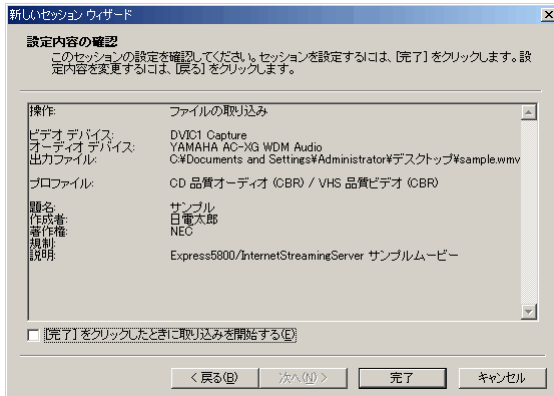 新しいセッション ウィザード
設定内容の確認
このセッションの設定を確認してください。セッションを設定するには、[完了] をクリックします。設
定内容を変更するには、[戻る] をクリックします。
操作: ファイルの取り込み
ビデオ デバイス: DVIC1 Capture
オーディオ デバイス: YAMAHA AC-XG WDM Audio
出力ファイル: C:¥Documents and Settings¥Administrator¥デスクトップ¥sample.wmv
プロファイル: CD 品質オーディオ (CBR) / VHS 品質ビデオ (CBR)
題名: サンプル
作成者: 日電太郎
著作権: NEC
規制:
説明: Express5800/InternetStreamingServer サンプルムービー
[完了] をクリックしたときに取り込みを開始する(E)
< 戻る(B) 次へ(N) > 完了 キャンセル